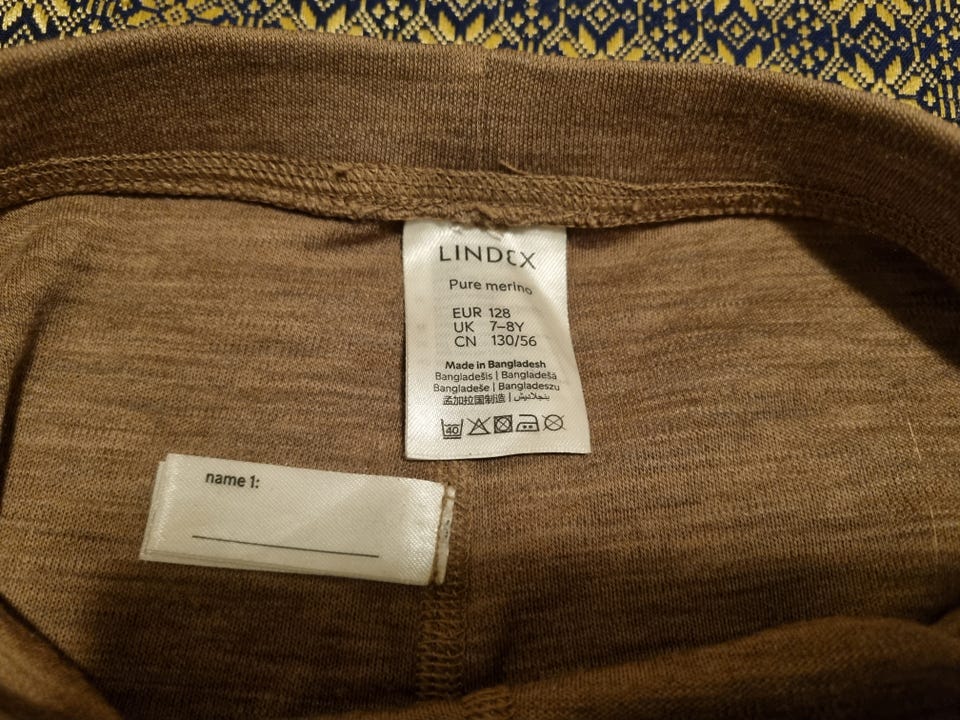 LINDEX
Pure merino
EUR 128
UK 7–8Y
CN 130/56
Made in Bangladesh
Bangladešis | Bangladešā
Bangladeše | Bangladeszu
孟加拉国制造 | بنجلاديش
40
name 1: